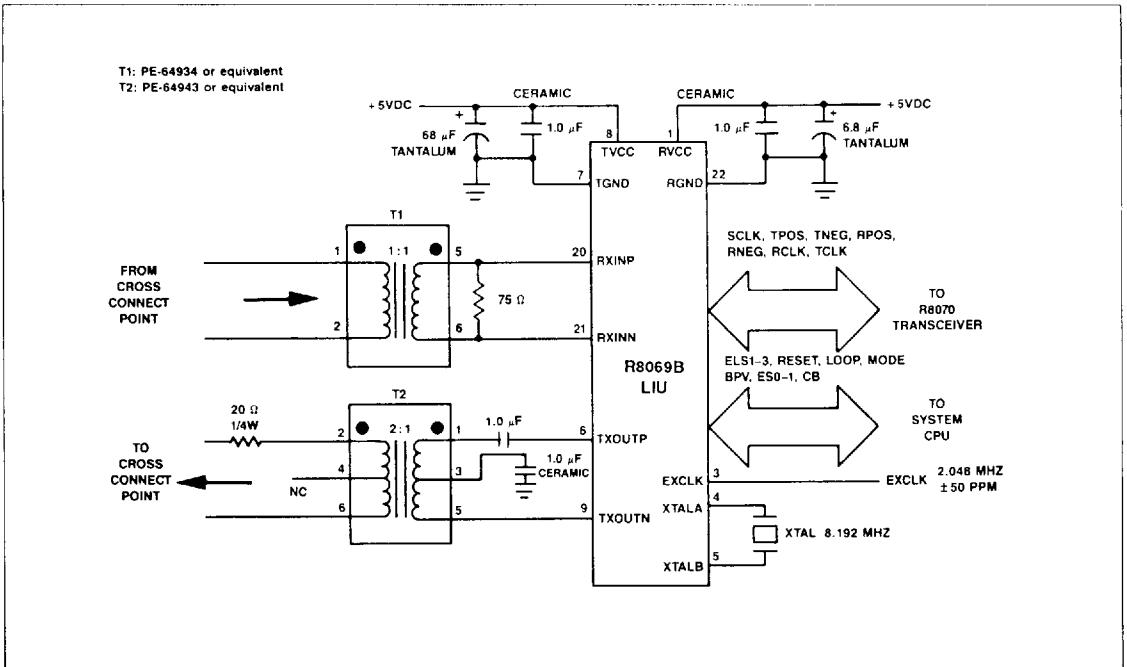 T1: PE-64934 or equivalent
T2: PE-64943 or equivalent
CERAMIC
CERAMIC
+5VDC
+5VDC
+
1.0 μF
68 μF
TANTALUM
8
1
1.0 μF
+
6.8 μF
TANTALUM
TVCC
RVCC
7
TGND
RGND
22
T1
1
1:1
5
20
RXINP
FROM
CROSS
CONNECT
POINT
75 Ω
2
6
21
RXINN
SCLK, TPOS, TNEG, RPOS,
RNEG, RCLK, TCLK
TO
R8070
TRANSCEIVER
R8069B
LIU
ELS1-3, RESET, LOOP, MODE
BPV, ES0-1, CB
TO
SYSTEM
CPU
T2
20 Ω
1/4W
2
2:1
1
1.0 μF
6
TXOUTP
TO
CROSS
CONNECT
POINT
4
NC
3
1.0 μF
CERAMIC
6
5
9
TXOUTN
EXCLK
3
EXCLK
2.048 MHZ
±50 PPM
XTALA
4
XTAL 8.192 MHZ
XTALB
5